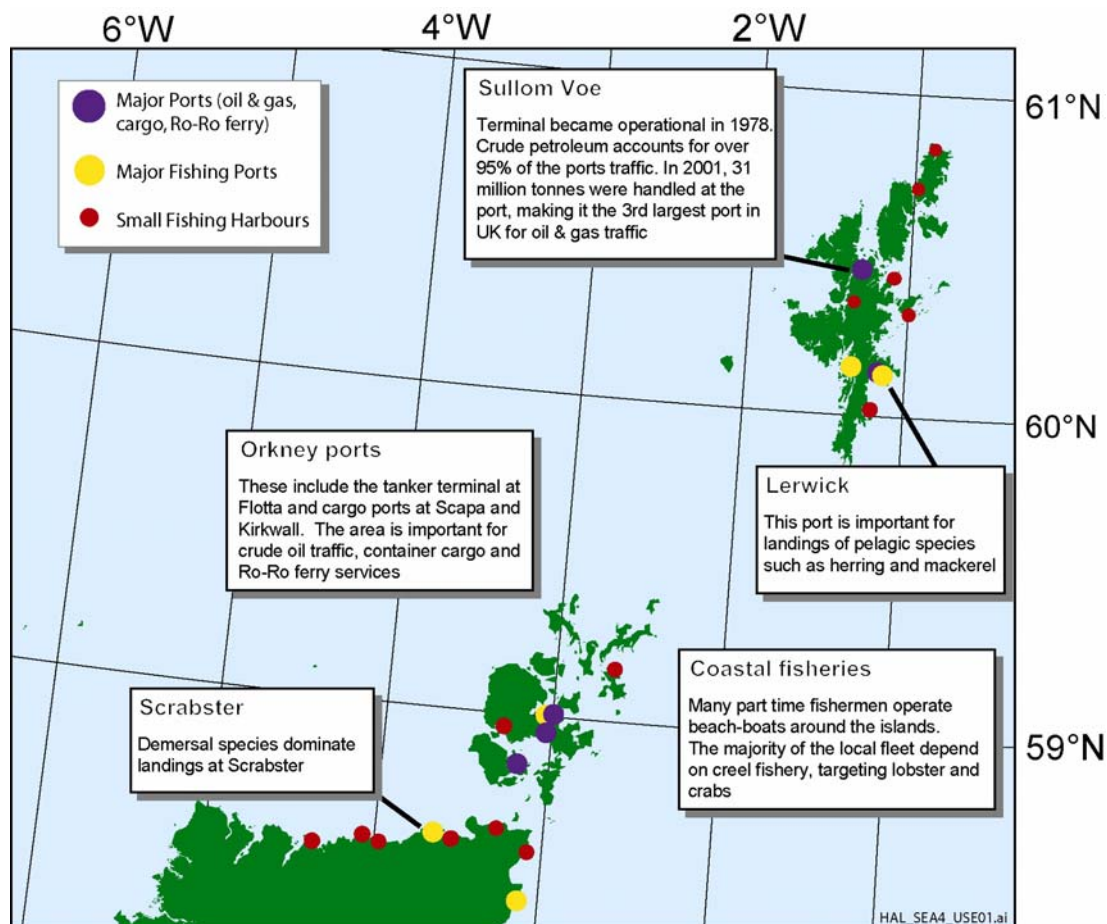 6°W
4°W
2°W
Major Ports (oil & gas,
cargo, Ro-Ro ferry)
Major Fishing Ports
Small Fishing Harbours
Sullom Voe
Terminal became operational in 1978.
Crude petroleum accounts for over
95% of the ports traffic. In 2001, 31
million tonnes were handled at the
port, making it the 3rd largest port in
UK for oil & gas traffic
61°N
60°N
Orkney ports
These include the tanker terminal at
Flotta and cargo ports at Scapa and
Kirkwall. The area is important for
crude oil traffic, container cargo and
Ro-Ro ferry services
Lerwick
This port is important for
landings of pelagic species
such as herring and mackerel
Scrabster
Demersal species dominate
landings at Scrabster
Coastal fisheries
Many part time fishermen operate
beach-boats around the islands.
The majority of the local fleet depend
on creel fishery, targeting lobster and
crabs
59°N
HAL_SEA4_USE01.ai